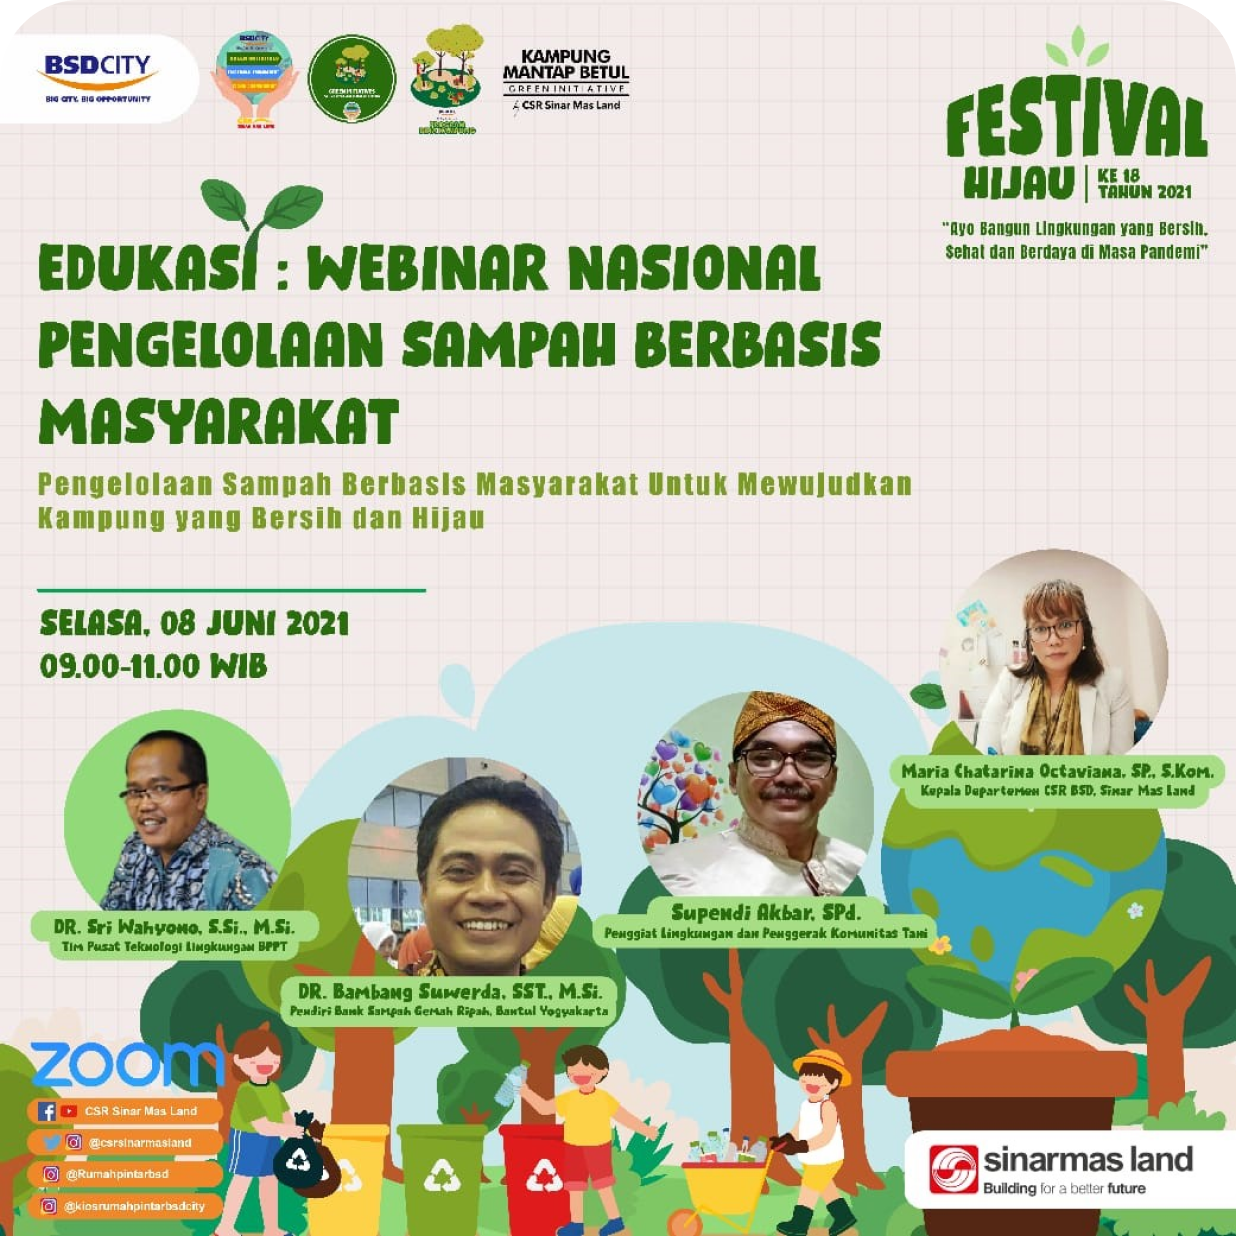 BSDCITY
BIG CITY, BIG OPPORTUNITY
BSDCITY
GREEN INITIATIVES
KAMPUNG
MANTAP BETUL
GREEN INITIATIVE
by CSR Sinar Mas Land
FESTIVAL
HIJAU
KE 18
TAHUN 2021
"Ayo Bangun Lingkungan yang Bersih,
Sehat dan Berdaya di Masa Pandemi"
EDUKASI : WEBINAR NASIONAL
PENGELOLAAN SAMPAH BERBASIS
MASYARAKAT
Pengelolaan Sampah Berbasis Masyarakat Untuk Mewujudkan
Kampung yang Bersih dan Hijau
SELASA, 08 JUNI 2021
09.00-11.00 WIB
Maria Chatarina Octaviana, SP., S.Kom.
Kepala Departemen CSR BSD, Sinar Mas Land
Supendi Akbar, SPd.
Penggiat Lingkungan dan Penggerak Komunitas Tani
DR. Sri Wahyono, S.Si., M.Si.
Tim Pusat Teknologi Lingkungan BPPT
DR. Bambang Suwerda, SST., M.Si.
Pendiri Bank Sampah Gemah Ripah, Bantul Yogyakarta
zoom
CSR Sinar Mas Land
@csrsinarmasland
@Rumahpintarbsd
@kiosrumahpintarbsdcity
sinarmas land
Building for a better future